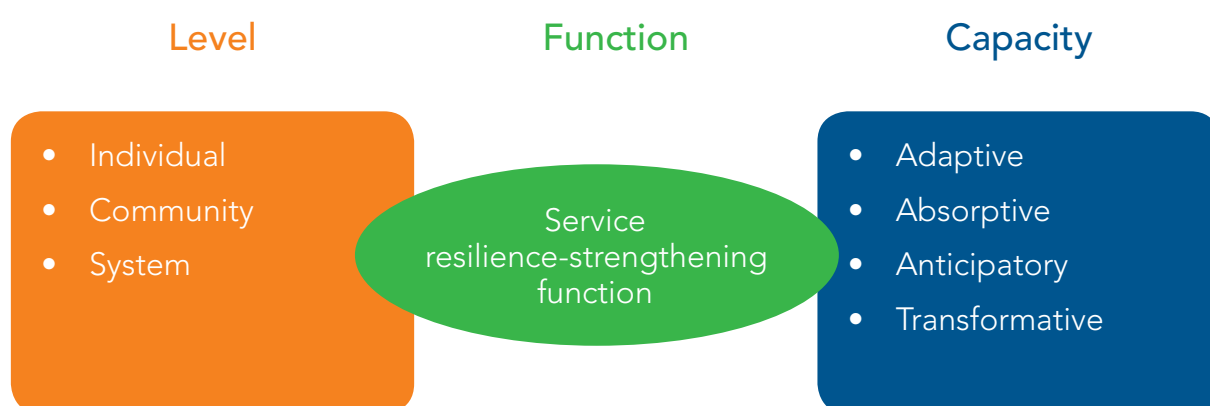 Level
Function
Capacity
• Individual
• Community
• System
Service
resilience-strengthening
function
• Adaptive
• Absorptive
• Anticipatory
• Transformative